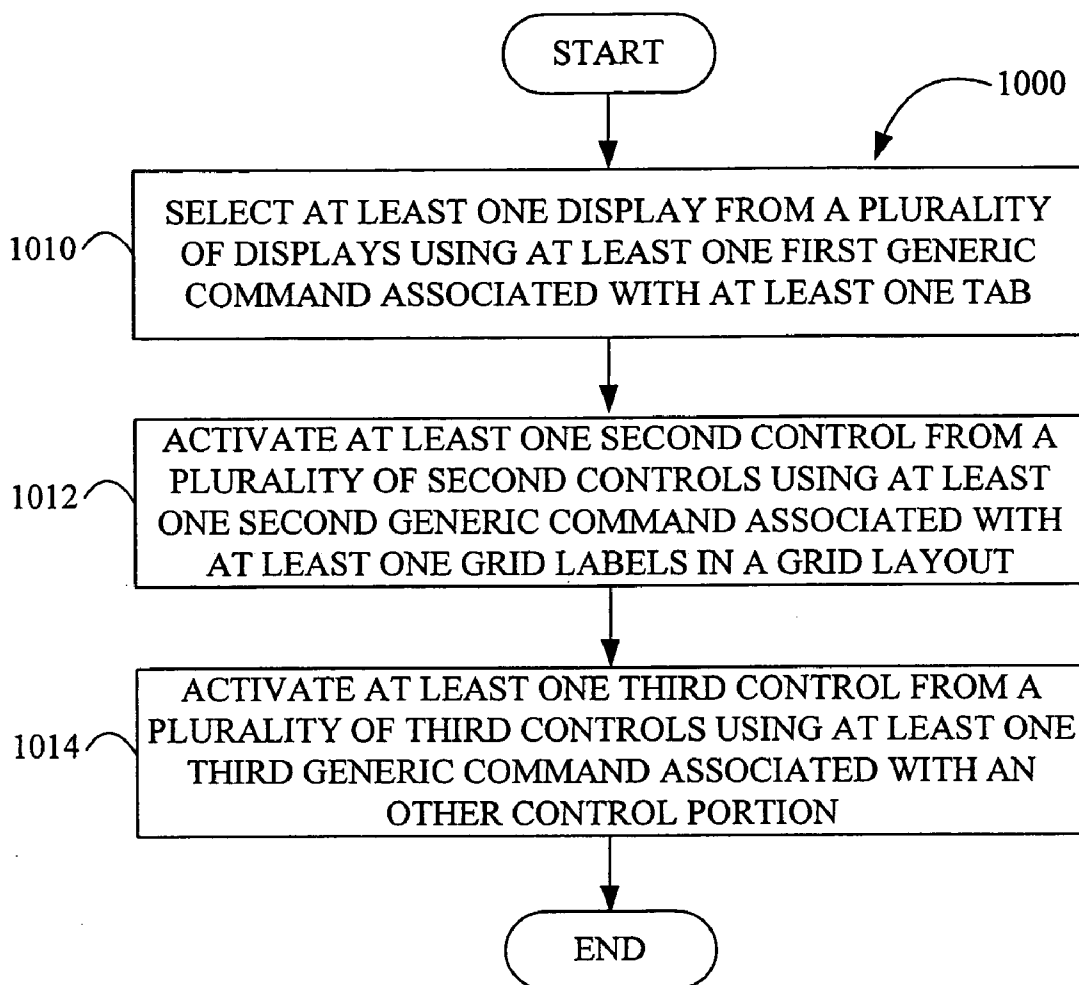 START
1000
SELECT AT LEAST ONE DISPLAY FROM A PLURALITY
OF DISPLAYS USING AT LEAST ONE FIRST GENERIC
COMMAND ASSOCIATED WITH AT LEAST ONE TAB
1010
ACTIVATE AT LEAST ONE SECOND CONTROL FROM A
PLURALITY OF SECOND CONTROLS USING AT LEAST
ONE SECOND GENERIC COMMAND ASSOCIATED WITH
AT LEAST ONE GRID LABELS IN A GRID LAYOUT
1012
ACTIVATE AT LEAST ONE THIRD CONTROL FROM A
PLURALITY OF THIRD CONTROLS USING AT LEAST ONE
THIRD GENERIC COMMAND ASSOCIATED WITH AN
OTHER CONTROL PORTION
1014
END